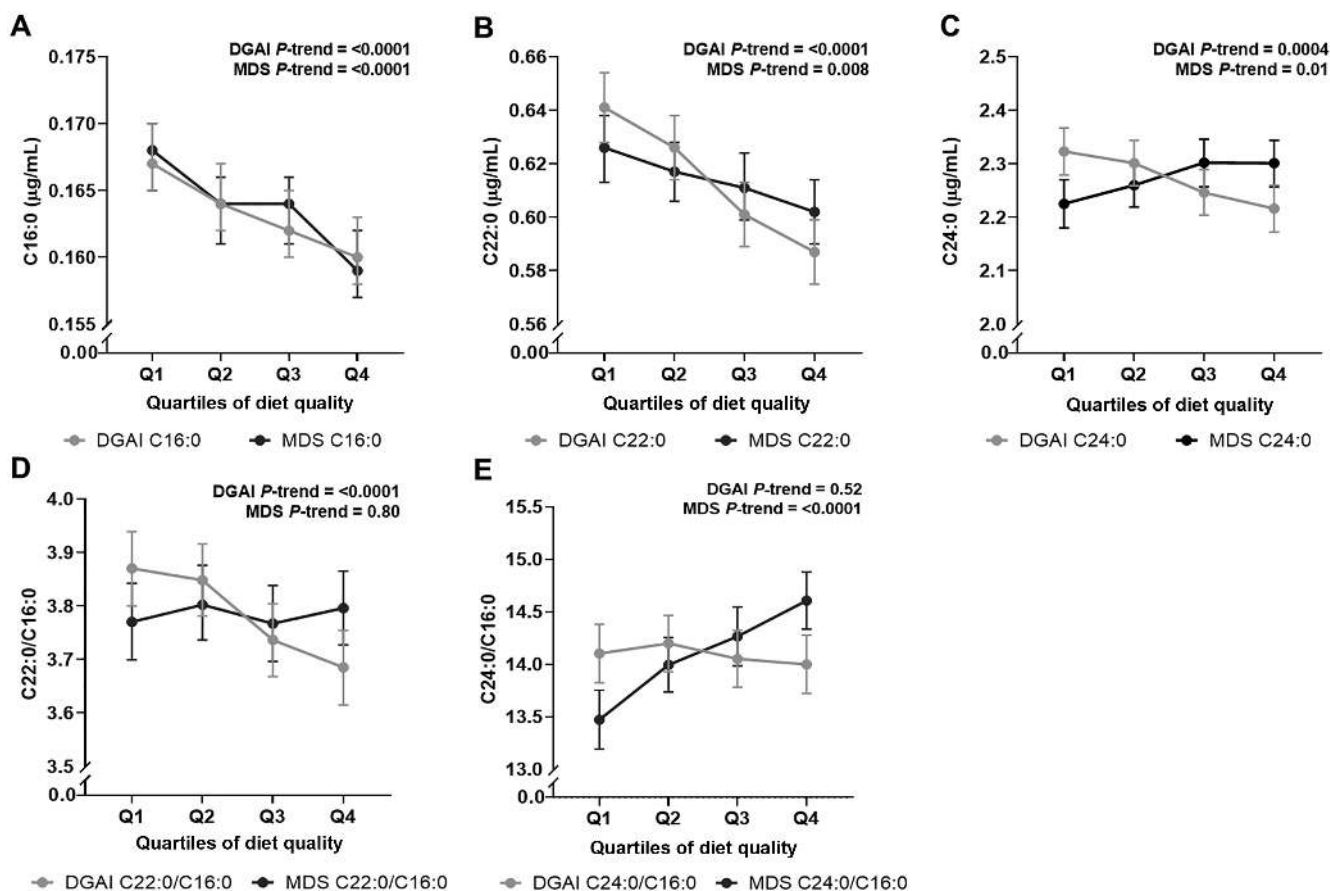 A
DGAI P-trend = <0.0001
MDS P-trend = <0.0001
C16:0 (µg/mL)
0.175
0.170
0.165
0.160
0.155
0.00
Q1 Q2 Q3 Q4
Quartiles of diet quality
DGAI C16:0 MDS C16:0
B
DGAI P-trend = <0.0001
MDS P-trend = 0.008
C22:0 (µg/mL)
0.66
0.64
0.62
0.60
0.58
0.56
0.00
Q1 Q2 Q3 Q4
Quartiles of diet quality
DGAI C22:0 MDS C22:0
C
DGAI P-trend = 0.0004
MDS P-trend = 0.01
C24:0 (µg/mL)
2.5
2.4
2.3
2.2
2.1
2.0
0.0
Q1 Q2 Q3 Q4
Quartiles of diet quality
DGAI C24:0 MDS C24:0
D
DGAI P-trend = <0.0001
MDS P-trend = 0.80
C22:0/C16:0
4.0
3.9
3.8
3.7
3.6
3.5
0.0
Q1 Q2 Q3 Q4
Quartiles of diet quality
DGAI C22:0/C16:0 MDS C22:0/C16:0
E
DGAI P-trend = 0.52
MDS P-trend = <0.0001
C24:0/C16:0
15.5
15.0
14.5
14.0
13.5
13.0
0.0
Q1 Q2 Q3 Q4
Quartiles of diet quality
DGAI C24:0/C16:0 MDS C24:0/C16:0